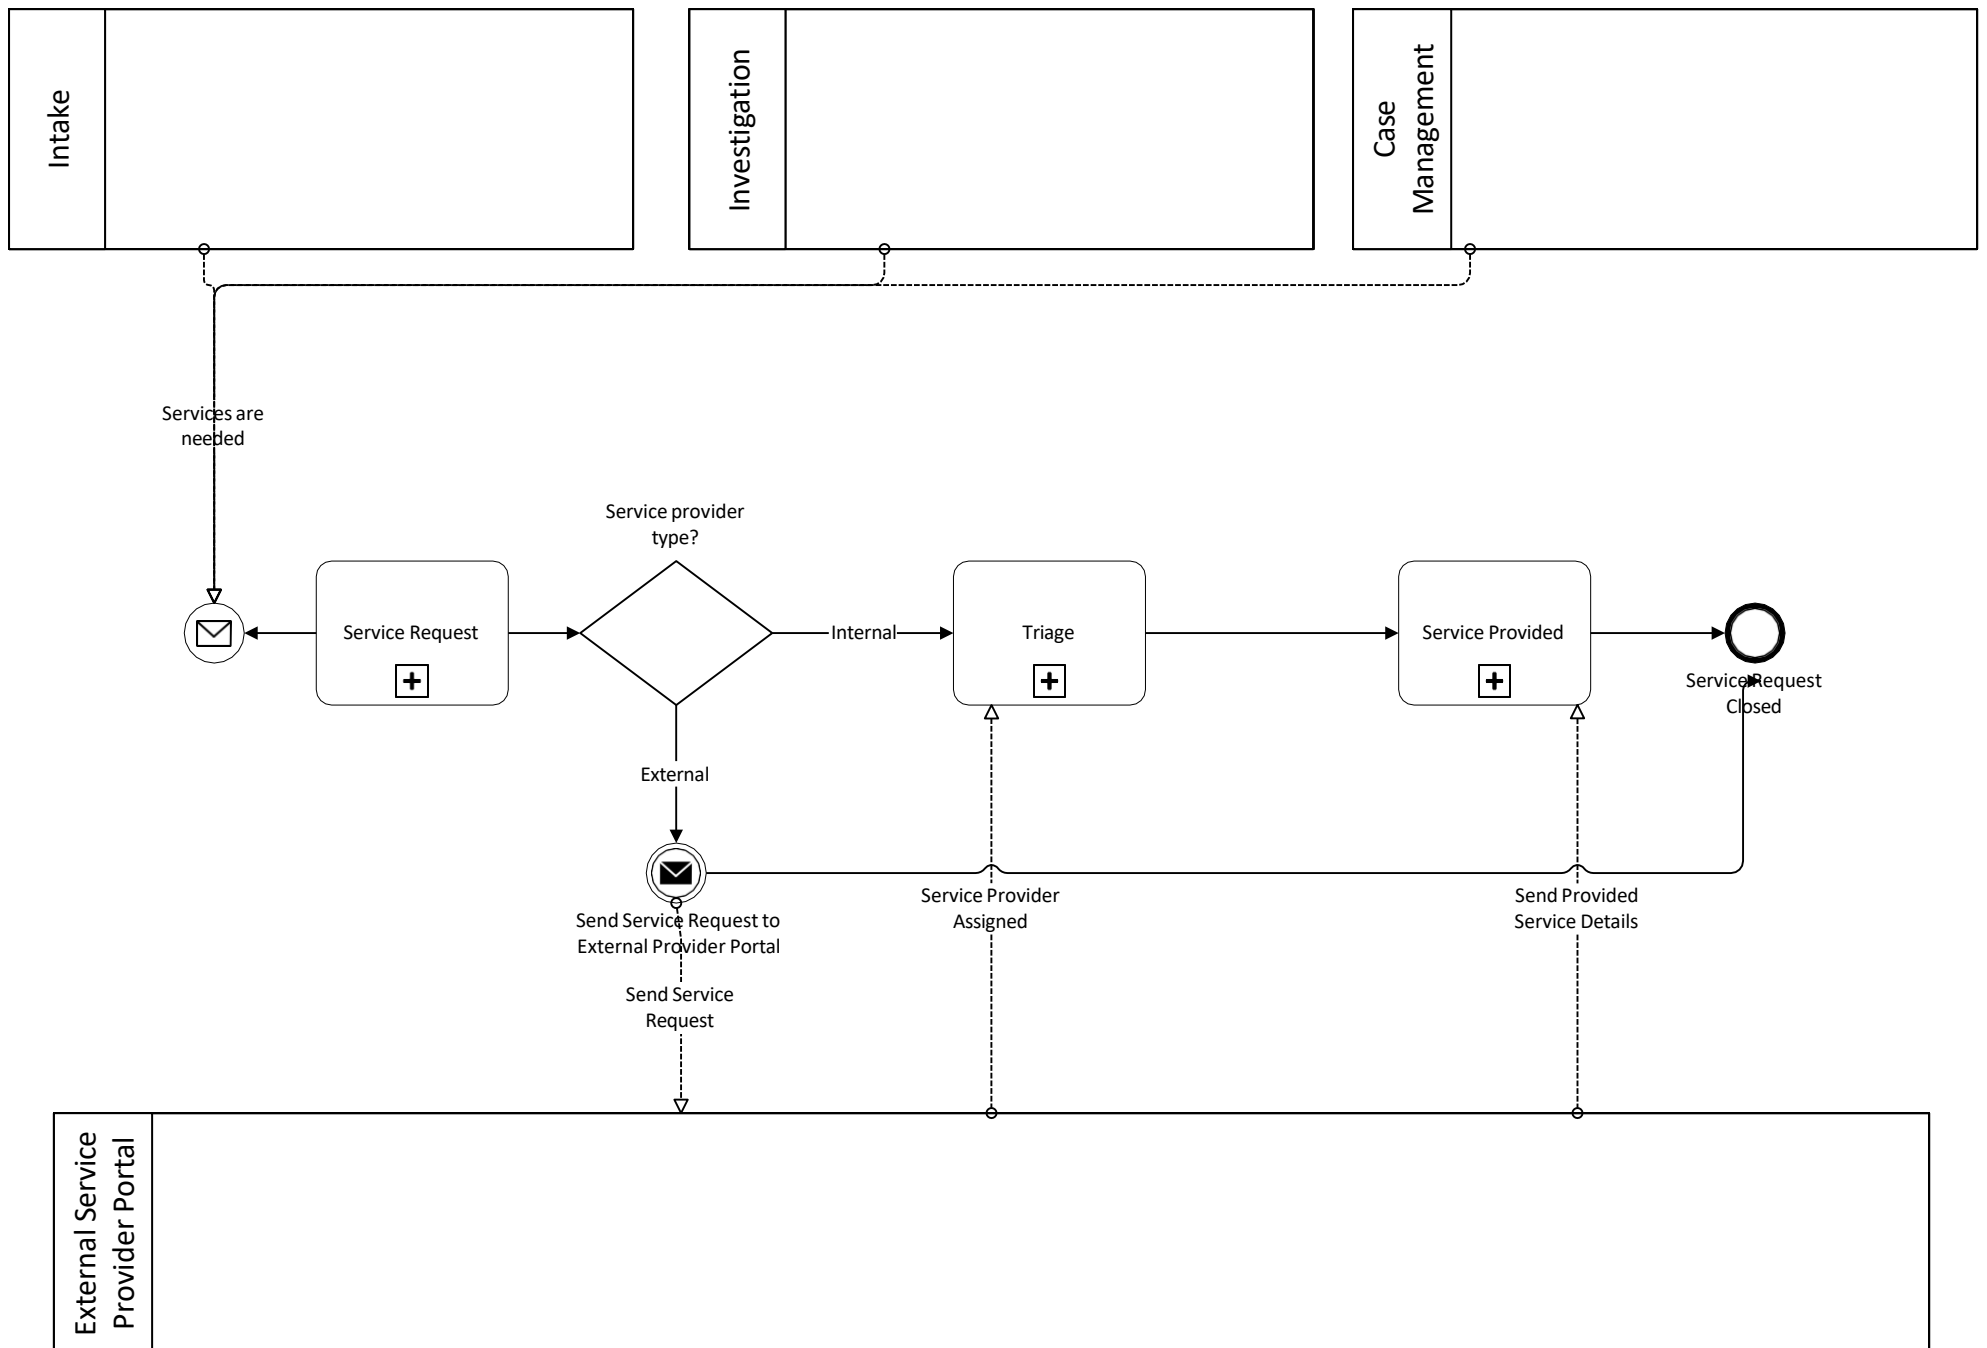 Intake
Investigation
Case
Management
Services are
needed
Service provider
type?
Service Request
Internal
Triage
Service Provided
Service Request
Closed
External
Send Service Request to
External Provider Portal
Service Provider
Assigned
Send Provided
Service Details
Send Service
Request
External Service
Provider Portal